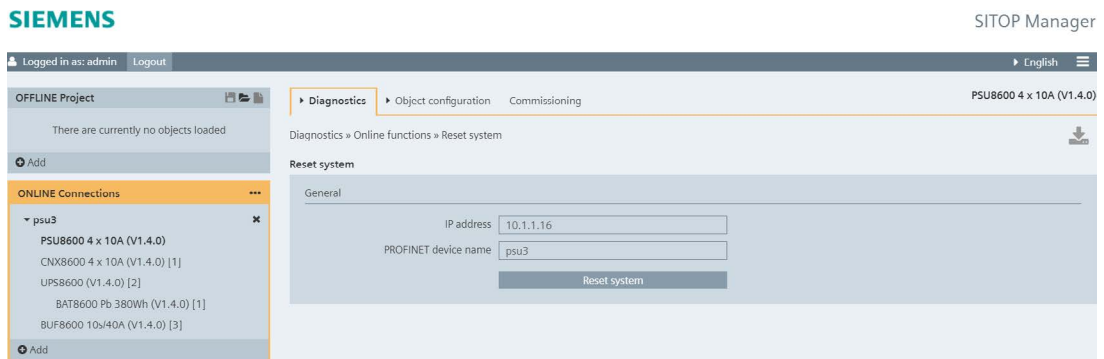 SIEMENS
SITOP Manager
Logged in as: admin Logout
English
OFFLINE Project
There are currently no objects loaded
Add
ONLINE Connections
psu3
PSU8600 4 x 10A (V1.4.0)
CNX8600 4 x 10A (V1.4.0) [1]
UPS8600 (V1.4.0) [2]
BAT8600 Pb 380Wh (V1.4.0) [1]
BUF8600 10s/40A (V1.4.0) [3]
Add
Diagnostics Object configuration Commissioning
PSU8600 4 x 10A (V1.4.0)
Diagnostics » Online functions » Reset system
Reset system
General
IP address 10.1.1.16
PROFINET device name psu3
Reset system